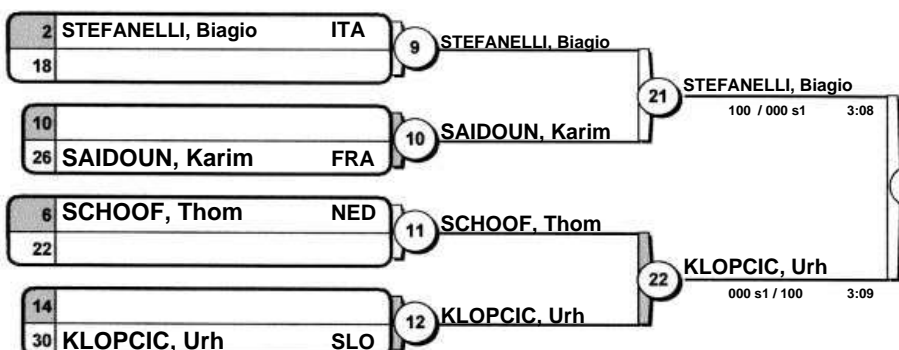 2 STEFANELLI, Biagio ITA
18
9 STEFANELLI, Biagio
21 STEFANELLI, Biagio
100 / 000 s1 3:08
10
26 SAIDOUN, Karim FRA
10 SAIDOUN, Karim
6 SCHOOF, Thom NED
22
11 SCHOOF, Thom
22 KLOPCIC, Urh
000 s1 / 100 3:09
14
30 KLOPCIC, Urh SLO
12 KLOPCIC, Urh